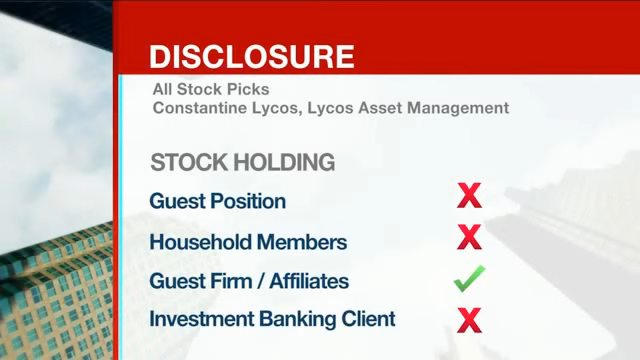 DISCLOSURE
All Stock Picks
Constantine Lycos, Lycos Asset Management
STOCK HOLDING
Guest Position
Household Members
Guest Firm / Affiliates
Investment Banking Client